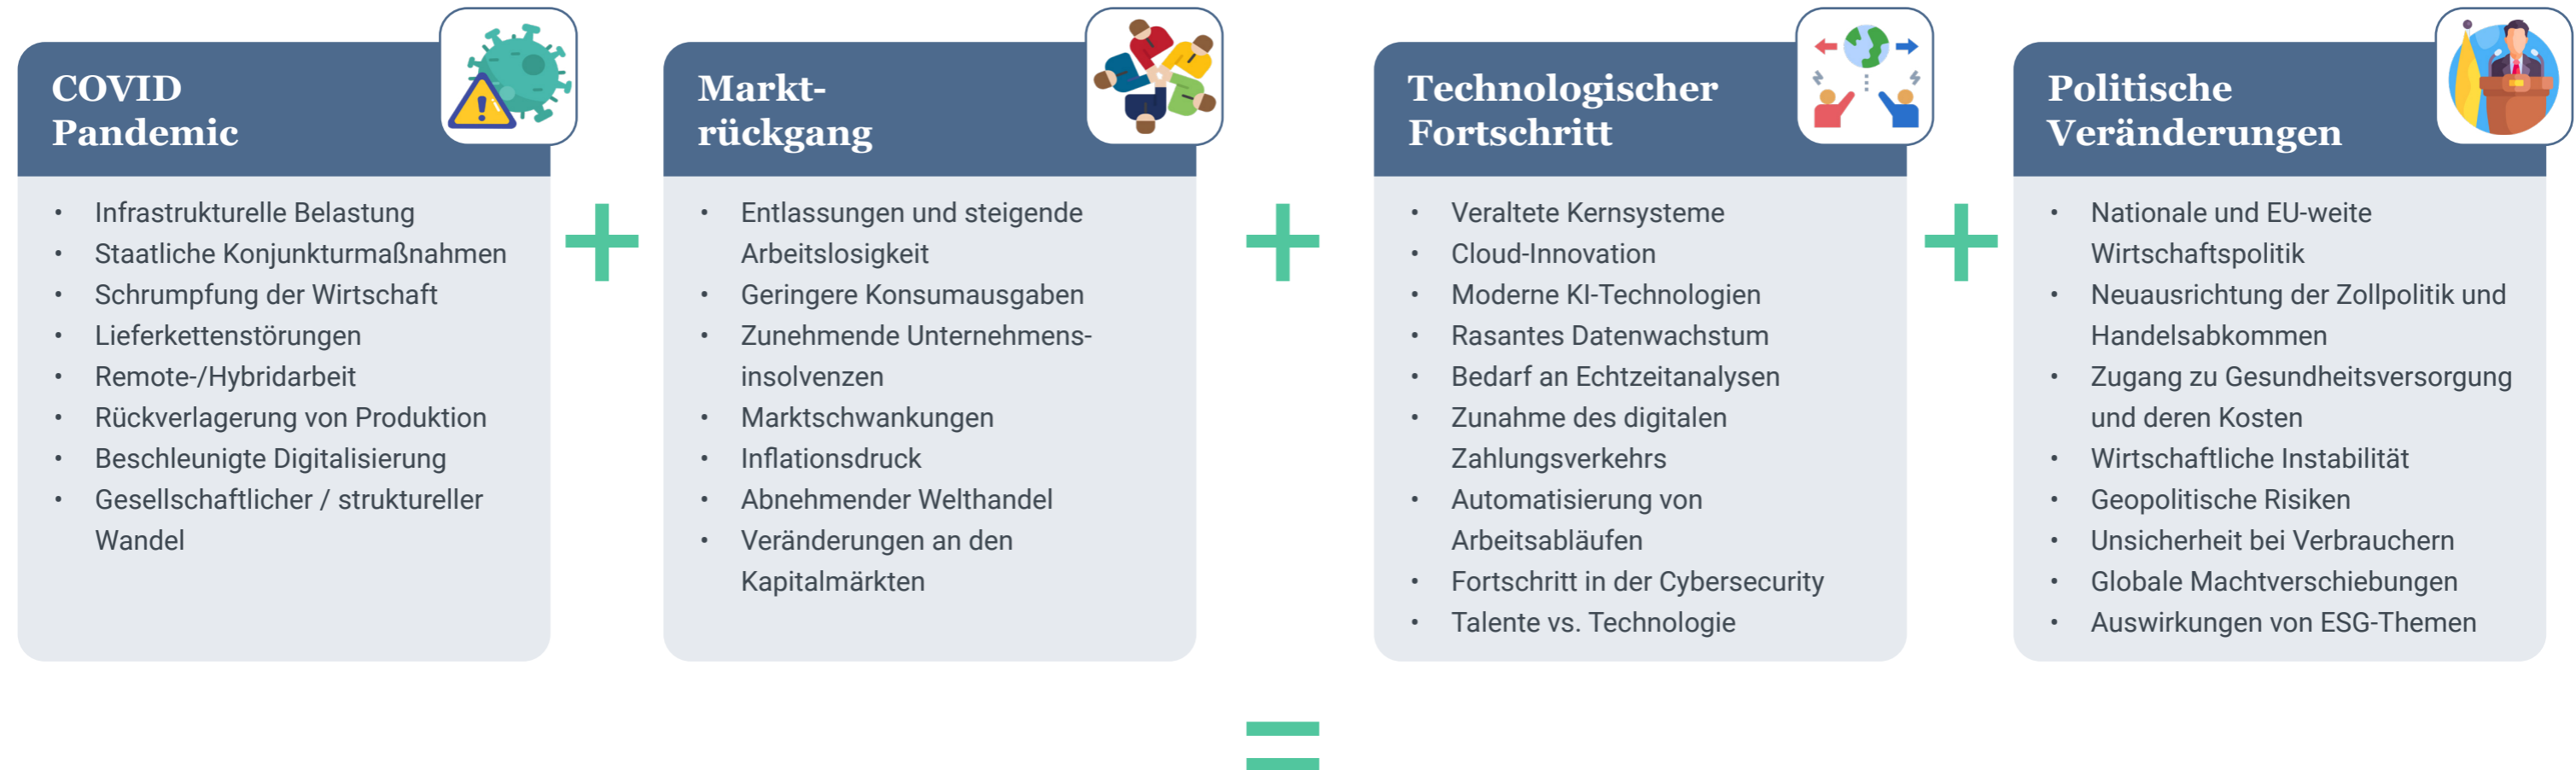 COVID
Pandemic
• Infrastrukturelle Belastung
• Staatliche Konjunkturmaßnahmen
• Schrumpfung der Wirtschaft
• Lieferkettenstörungen
• Remote-/Hybridarbeit
• Rückverlagerung von Produktion
• Beschleunigte Digitalisierung
• Gesellschaftlicher / struktureller
Wandel
+
Markt-
rückgang
• Entlassungen und steigende
Arbeitslosigkeit
• Geringere Konsumausgaben
• Zunehmende Unternehmens-
insolvenzen
• Marktschwankungen
• Inflationsdruck
• Abnehmender Welthandel
• Veränderungen an den
Kapitalmärkten
+
Technologischer
Fortschritt
• Veraltete Kernsysteme
• Cloud-Innovation
• Moderne KI-Technologien
• Rasantes Datenwachstum
• Bedarf an Echtzeitanalysen
• Zunahme des digitalen
Zahlungsverkehrs
• Automatisierung von
Arbeitsabläufen
• Fortschritt in der Cybersecurity
• Talente vs. Technologie
+
Politische
Veränderungen
• Nationale und EU-weite
Wirtschaftspolitik
• Neuausrichtung der Zollpolitik und
Handelsabkommen
• Zugang zu Gesundheitsversorgung
und deren Kosten
• Wirtschaftliche Instabilität
• Geopolitische Risiken
• Unsicherheit bei Verbrauchern
• Globale Machtverschiebungen
• Auswirkungen von ESG-Themen
=